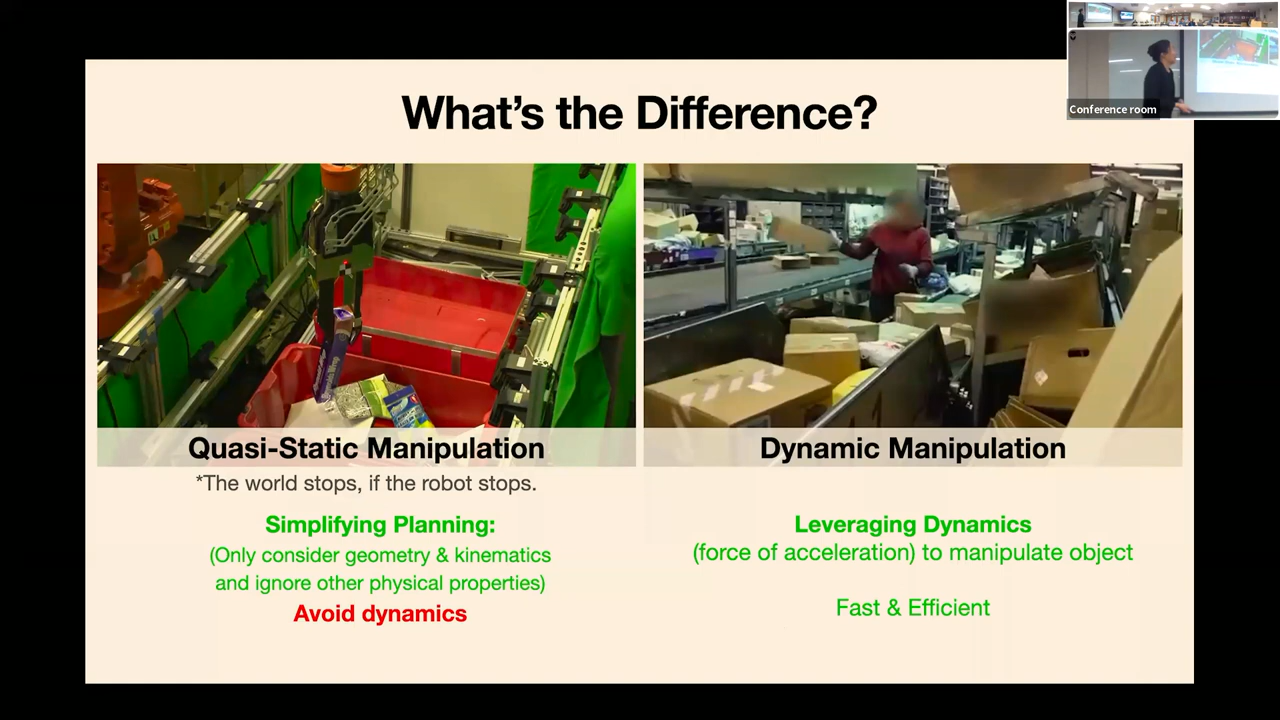 What's the Difference?
Conference room
Quasi-Static Manipulation
*The world stops, if the robot stops.
Simplifying Planning:
(Only consider geometry & kinematics
and ignore other physical properties)
Avoid dynamics
Dynamic Manipulation
Leveraging Dynamics
(force of acceleration) to manipulate object
Fast & Efficient